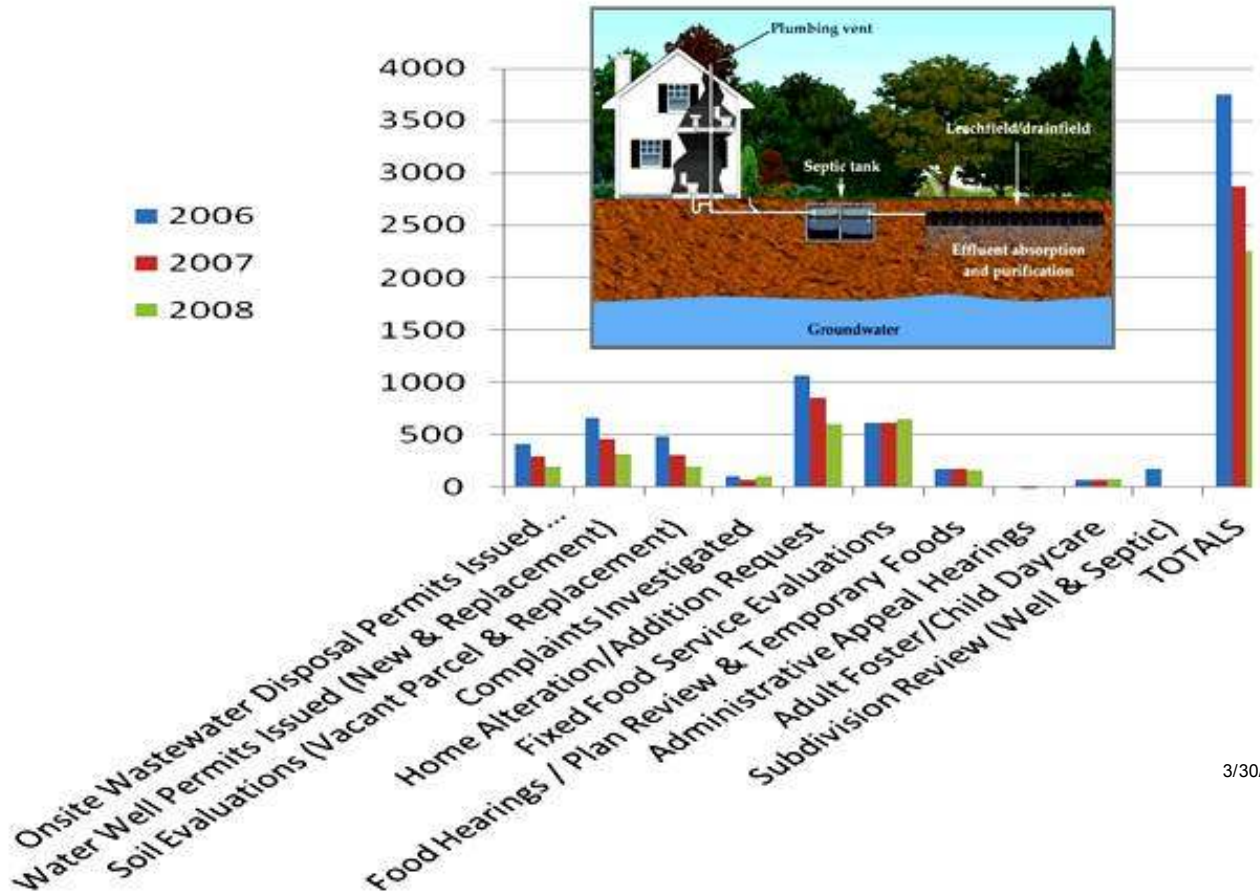 Plumbing vent
Leachfield/drainfield
Septic tank
Effluent absorption
and purification
Groundwater
4000
3500
3000
2500
2000
1500
1000
500
0
2006
2007
2008
Onsite Wastewater Disposal Permits Issued ...
Water Well Permits Issued (New & Replacement)
Soil Evaluations (Vacant Parcel & Replacement)
Complaints Investigated
Home Alteration/Addition Request
Fixed Food Service Evaluations
Food Hearings / Plan Review & Temporary Foods
Administrative Appeal Hearings
Adult Foster/Child Daycare
Subdivision Review (Well & Septic)
TOTALS
3/30/